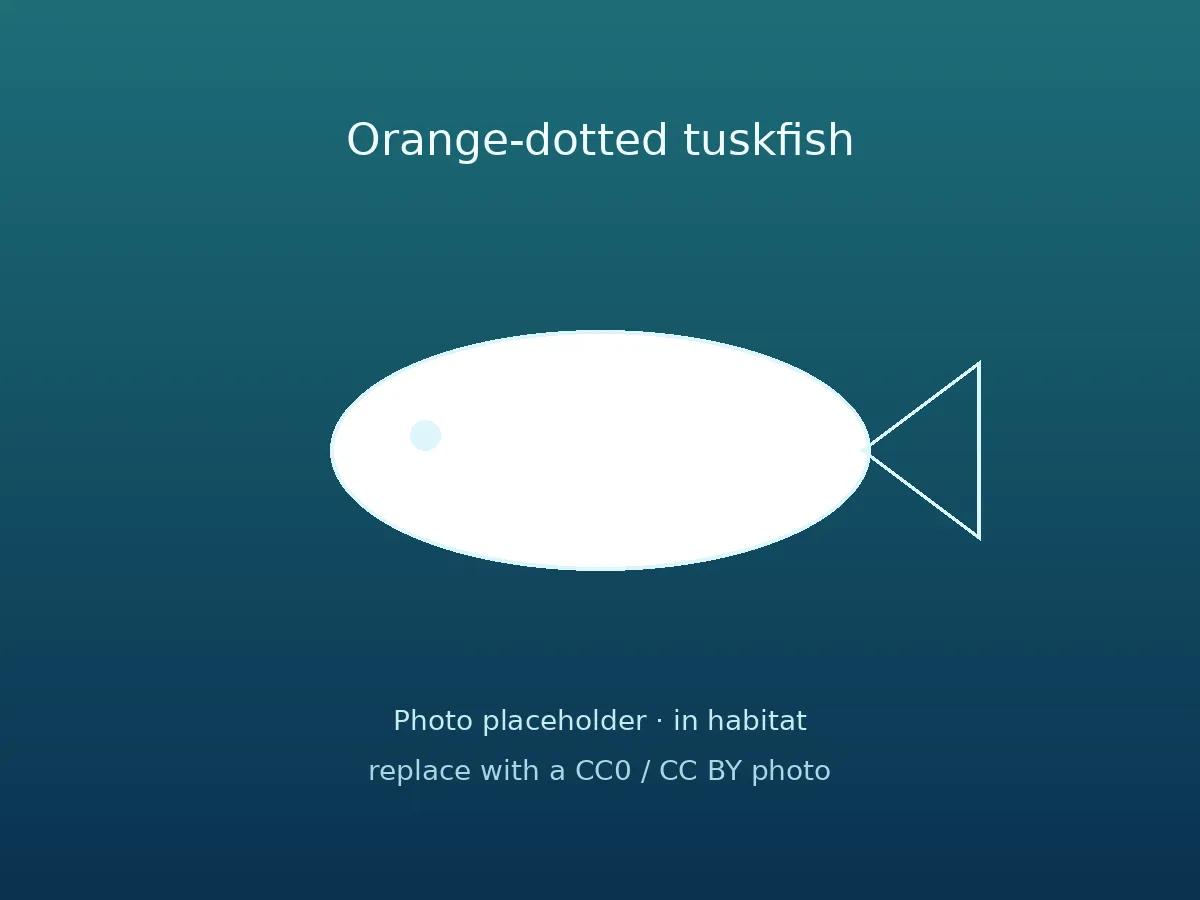 Orange-dotted tuskfish
Photo placeholder · in habitat
replace with a CC0 / CC BY photo